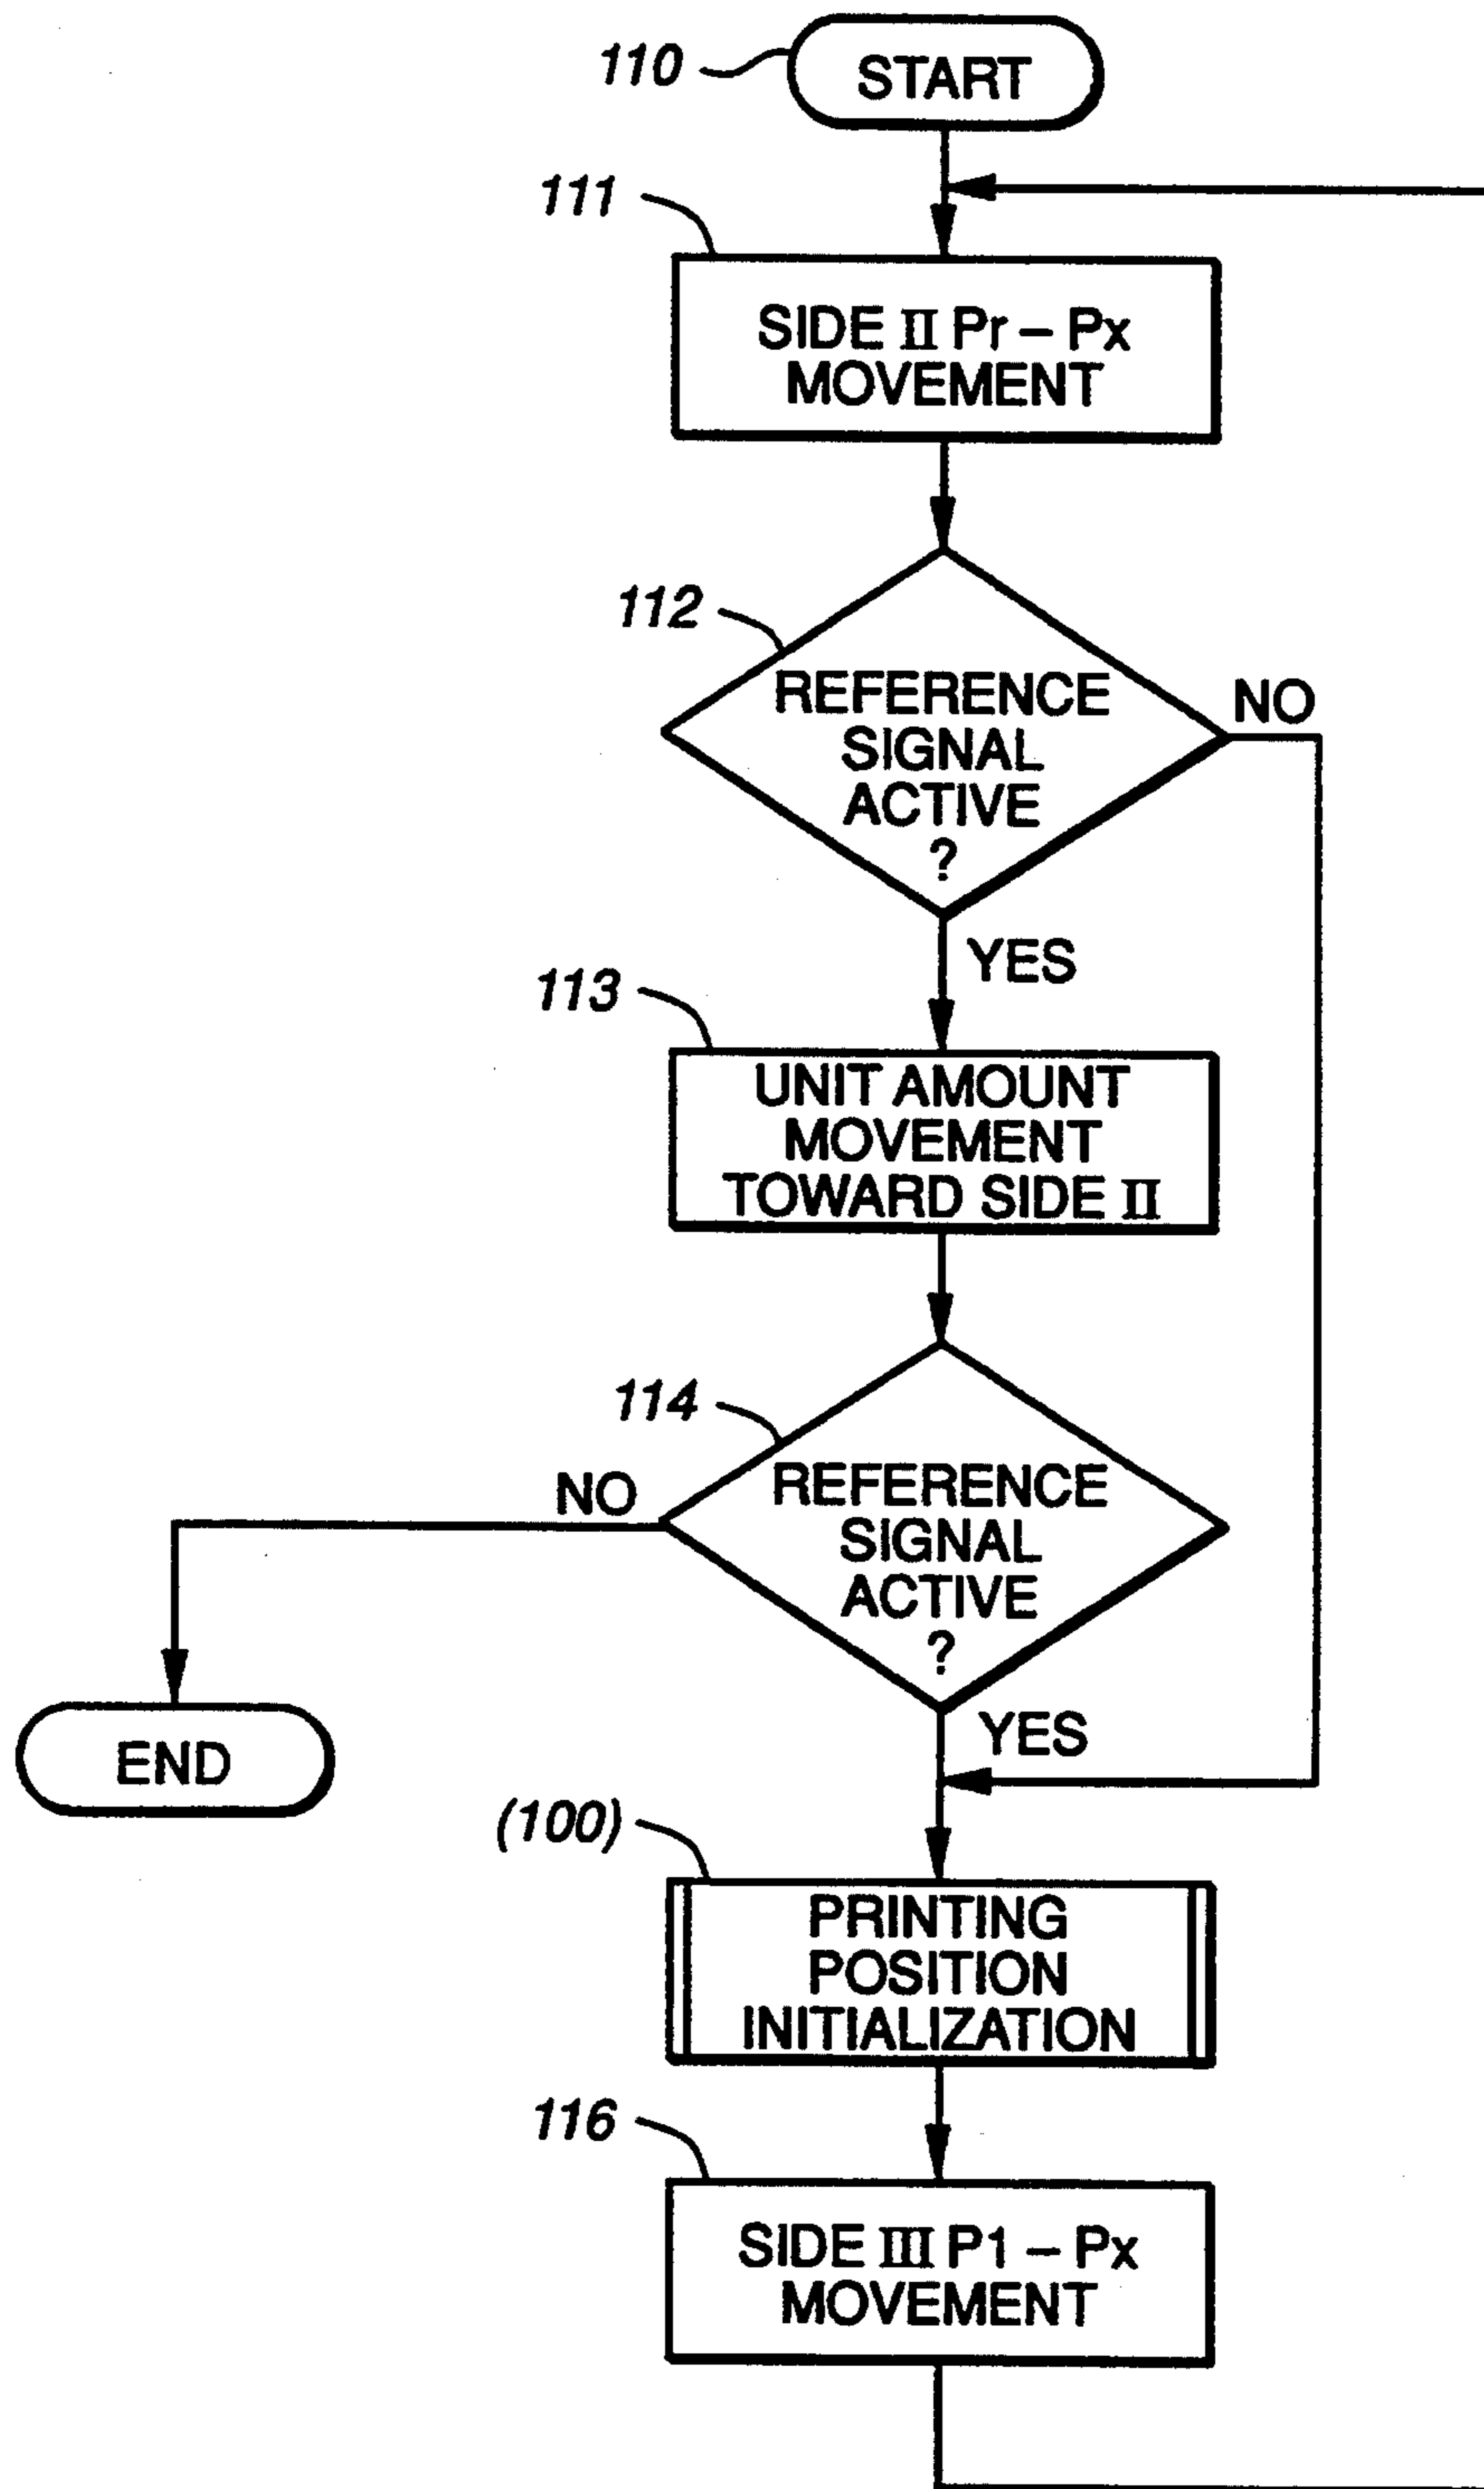 110
START
111
SIDE II Pr – Px
MOVEMENT
112
REFERENCE
SIGNAL
ACTIVE
?
NO
YES
113
UNIT AMOUNT
MOVEMENT
TOWARD SIDE II
114
NO
REFERENCE
SIGNAL
ACTIVE
?
YES
END
(100)
PRINTING
POSITION
INITIALIZATION
116
SIDE III P1 – Px
MOVEMENT